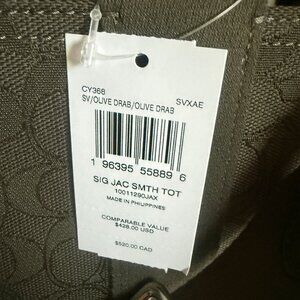 CY368 SVXAE
SV/OLIVE DRAB/OLIVE DRAB
1 96395 55889 6
SIG JAC SMTH TOT
10011290JAX
MADE IN PHILIPPINES
COMPARABLE VALUE
$428.00 USD
$520.00 CAD